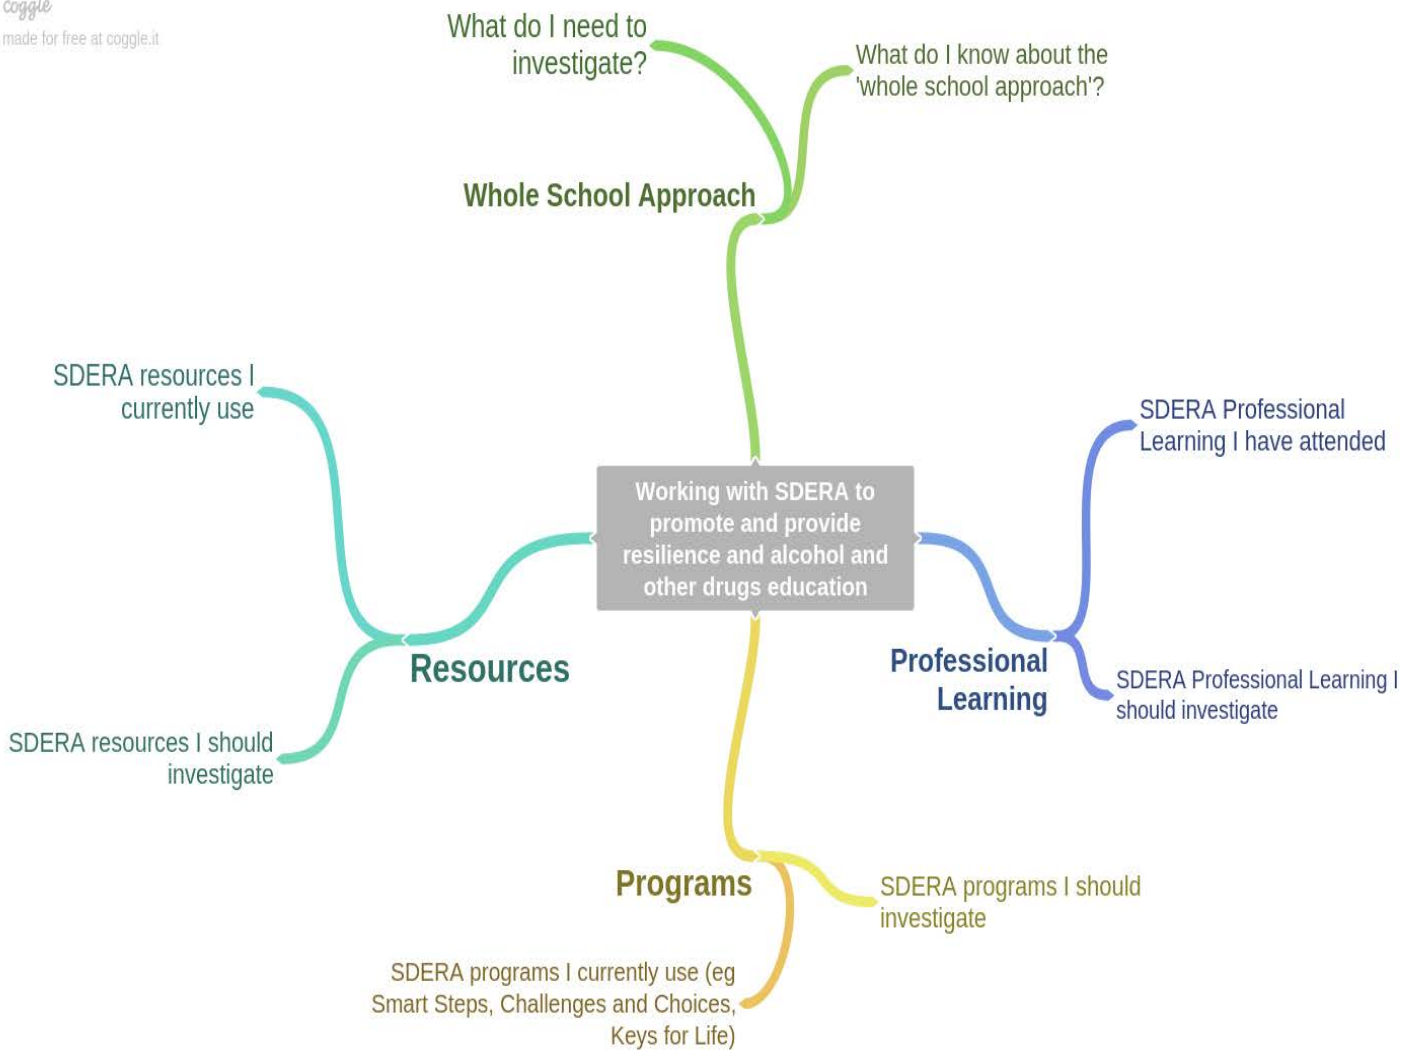 coggle
made for free at coggle.it
What do I need to
investigate?
What do I know about the
'whole school approach'?
Whole School Approach
SDERA resources I
currently use
SDERA Professional
Learning I have attended
Working with SDERA to
promote and provide
resilience and alcohol and
other drugs education
Resources
Professional
Learning
SDERA Professional Learning I
should investigate
SDERA resources I should
investigate
Programs
SDERA programs I should
investigate
SDERA programs I currently use (eg
Smart Steps, Challenges and Choices,
Keys for Life)